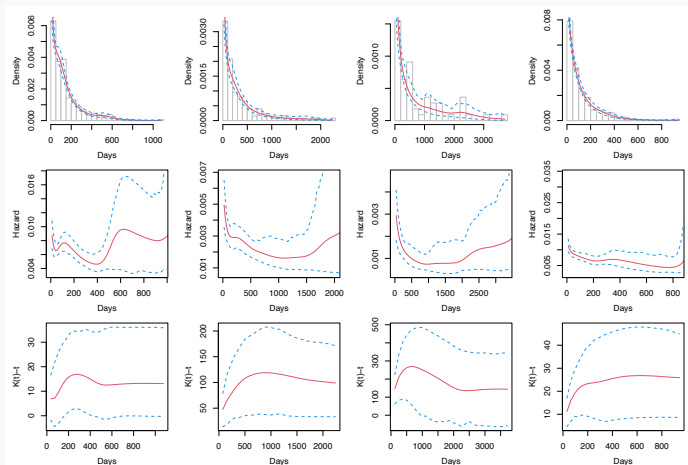 Density
0.000 0.002 0.004 0.006
0 200 600 1000
Days
Density
0.0000 0.0015 0.0030
0 500 1000 1500 2000
Days
Density
0.0000 0.0010
0 1000 3000
Days
Density
0.000 0.004 0.008
0 200 400 600 800
Days
Hazard
0.004 0.010 0.016
0 200 400 600 800
Days
Hazard
0.001 0.003 0.005 0.007
0 500 1000 1500 2000
Days
Hazard
0.001 0.003
0 500 1500 2500
Days
Hazard
0.005 0.015 0.025 0.035
0 200 400 600 800
Days
K(t)−t
0 10 20 30
0 200 400 600 800
Days
K(t)−t
50 100 150 200
0 500 1000 1500 2000
Days
K(t)−t
0 100 200 300 500
0 1000 2000 3000
Days
K(t)−t
10 20 30 40
0 200 400 600 800
Days